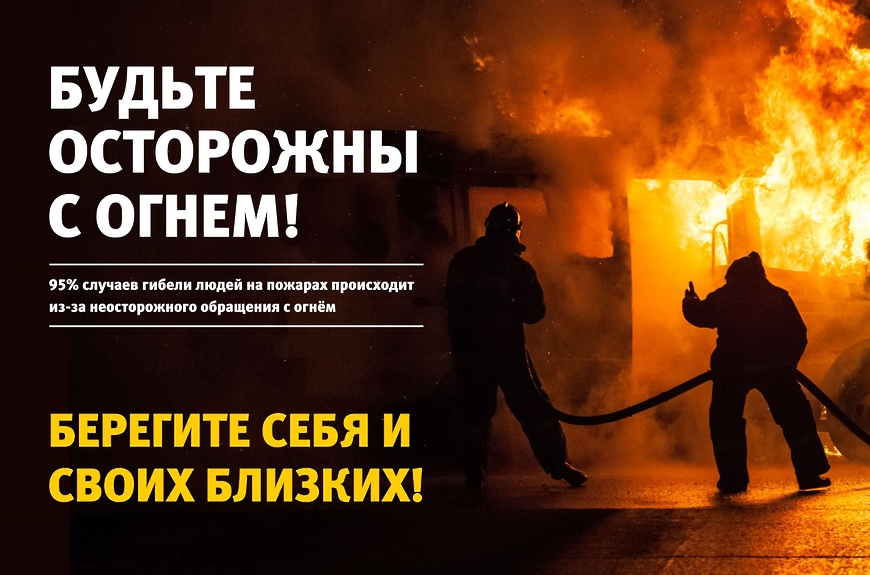 БУДЬТЕ
ОСТОРОЖНЫ
С ОГНЕМ!
95% случаев гибели людей на пожарах происходит
из-за неосторожного обращения с огнём
БЕРЕГИТЕ СЕБЯ И
СВОИХ БЛИЗКИХ!